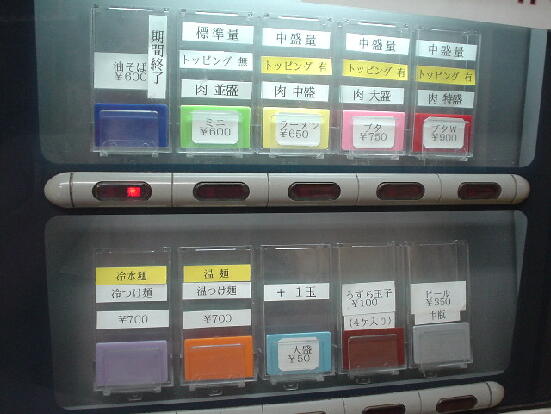 期間終了
油そば
¥600
標準量
トッピング 無
肉 並盛
ミニ
¥600
中盛量
トッピング 有
肉 中盛
ラーメン
¥650
中盛量
トッピング 有
肉 大盛
ブタ
¥750
中盛量
トッピング 有
肉 特盛
ブタW
¥900
冷水麺
冷つけ麺
¥700
温 麺
温つけ麺
¥700
+ 1玉
大盛
¥50
うずら玉子
¥100
(4ケ入り)
ビール
¥350
中瓶